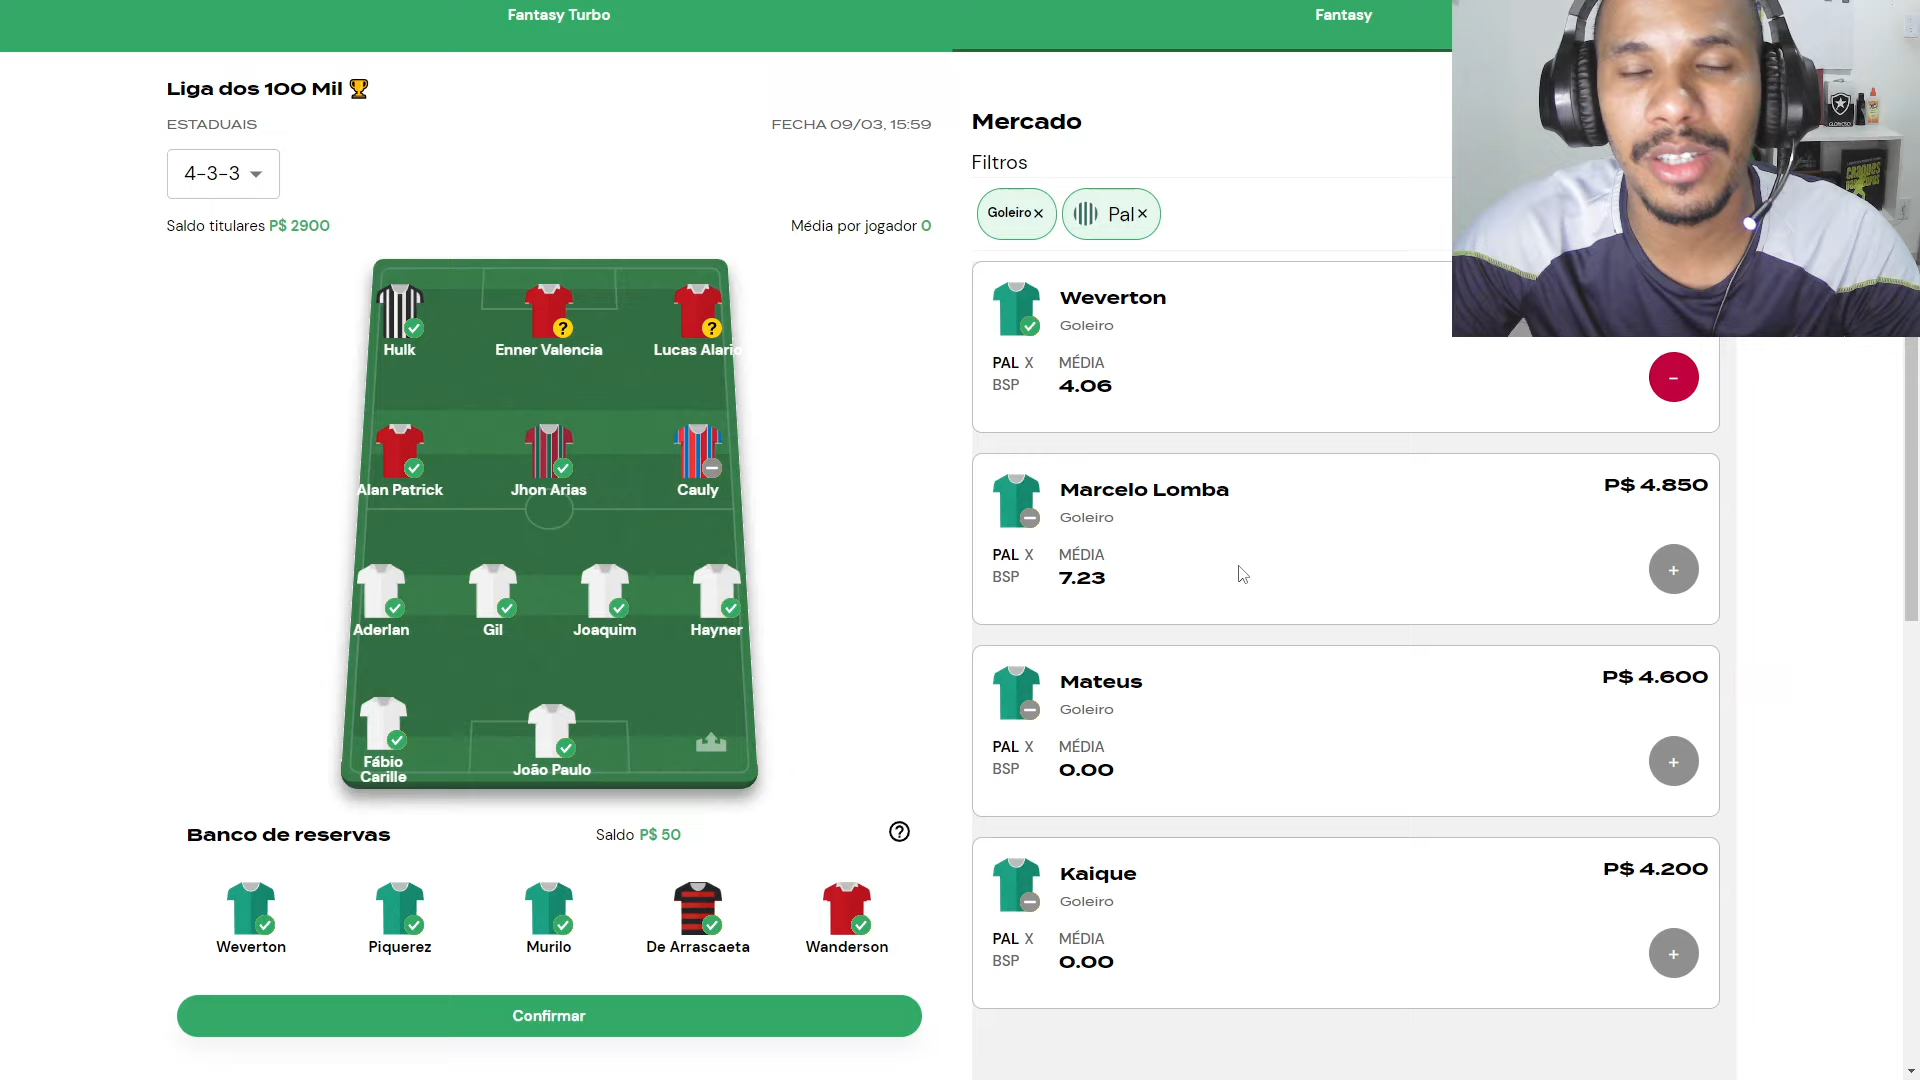 Fantasy Turbo
Fantasy
Liga dos 100 Mil
ESTADUAIS
FECHA 09/03, 15:59
4-3-3
Saldo titulares P$ 2900
Média por jogador 0
Hulk
Enner Valencia
Lucas Alario
Alan Patrick
Jhon Arias
Cauly
Aderlan
Gil
Joaquim
Hayner
Fábio
Carille
João Paulo
Banco de reservas
Saldo P$ 50
?
Weverton
Piquerez
Murilo
De Arrascaeta
Wanderson
Confirmar
Mercado
Filtros
Goleiro ×
Pal ×
Weverton
Goleiro
PAL X
BSP
MÉDIA
4.06
Marcelo Lomba
Goleiro
P$ 4.850
PAL X
BSP
MÉDIA
7.23
Mateus
Goleiro
P$ 4.600
PAL X
BSP
MÉDIA
0.00
Kaique
Goleiro
P$ 4.200
PAL X
BSP
MÉDIA
0.00